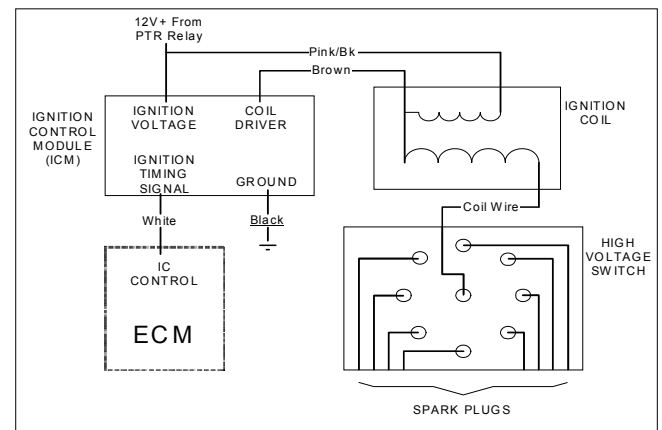 12V+ From
PTR Relay
Pink/Bk
Brown
IGNITION
CONTROL
MODULE
(ICM)
IGNITION
VOLTAGE
COIL
DRIVER
IGNITION
TIMING
SIGNAL
GROUND
IGNITION
COIL
White
Black
Coil Wire
IC
CONTROL
ECM
HIGH
VOLTAGE
SWITCH
SPARK PLUGS